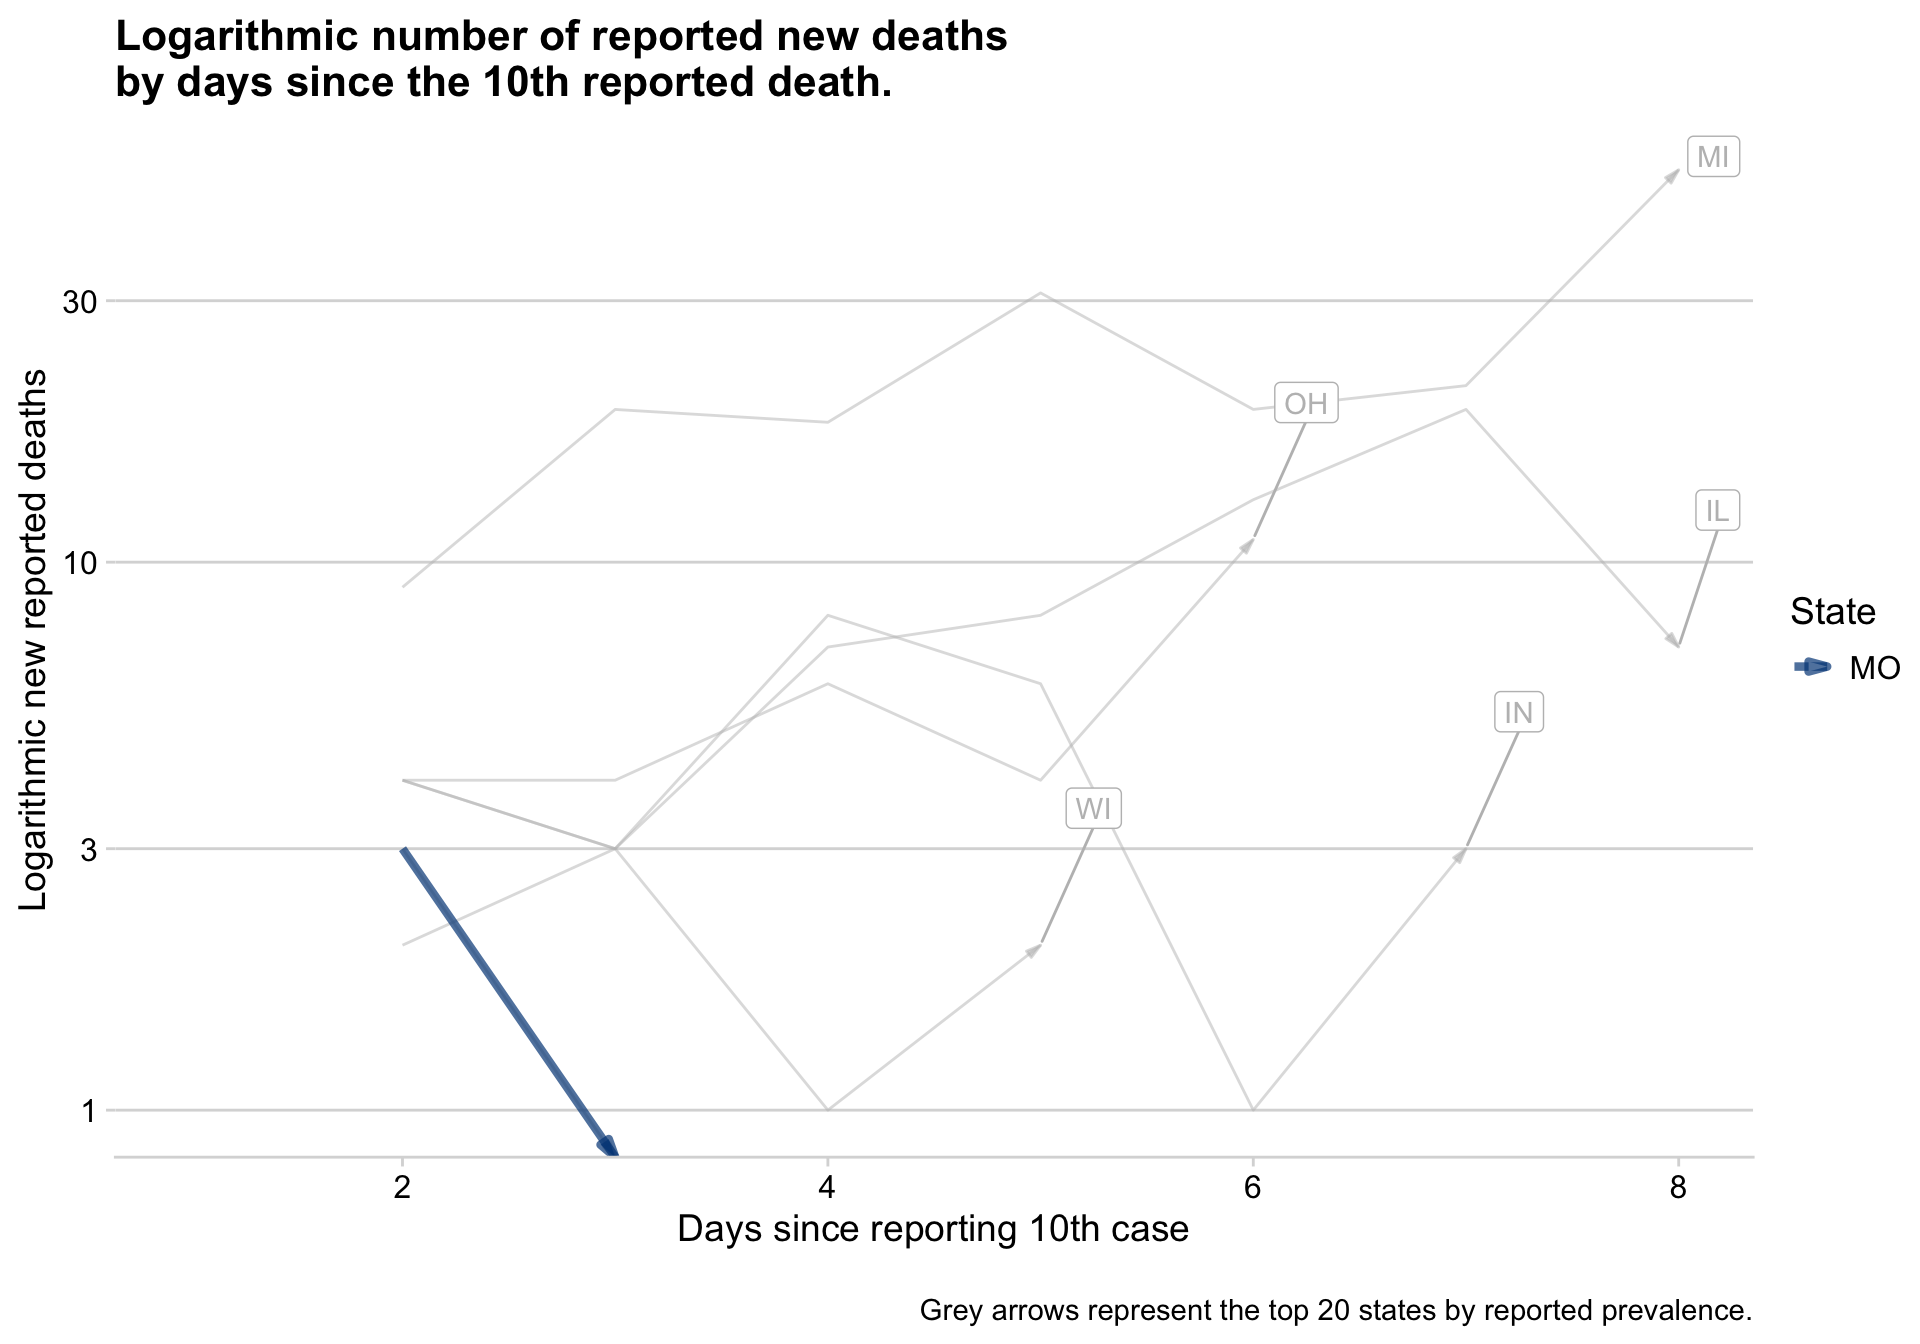 Logarithmic number of reported new deaths
by days since the 10th reported death.
Logarithmic new reported deaths
30
10
3
1
MI
OH
IL
IN
WI
State
MO
2
4
6
8
Days since reporting 10th case
Grey arrows represent the top 20 states by reported prevalence.